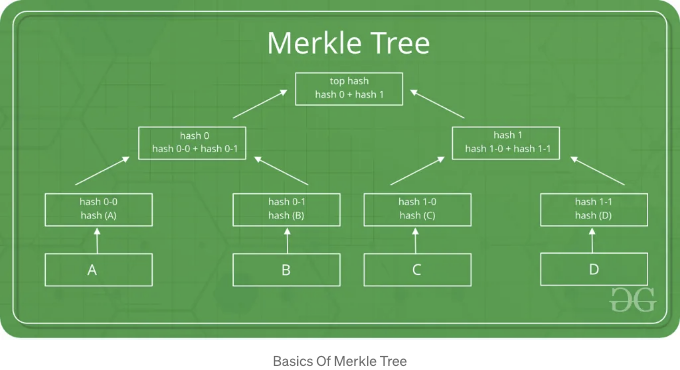 Merkle Tree
top hash
hash 0 + hash 1
hash 0
hash 0-0 + hash 0-1
hash 1
hash 1-0 + hash 1-1
hash 0-0
hash (A)
hash 0-1
hash (B)
hash 1-0
hash (C)
hash 1-1
hash (D)
A
B
C
D
GG
Basics Of Merkle Tree